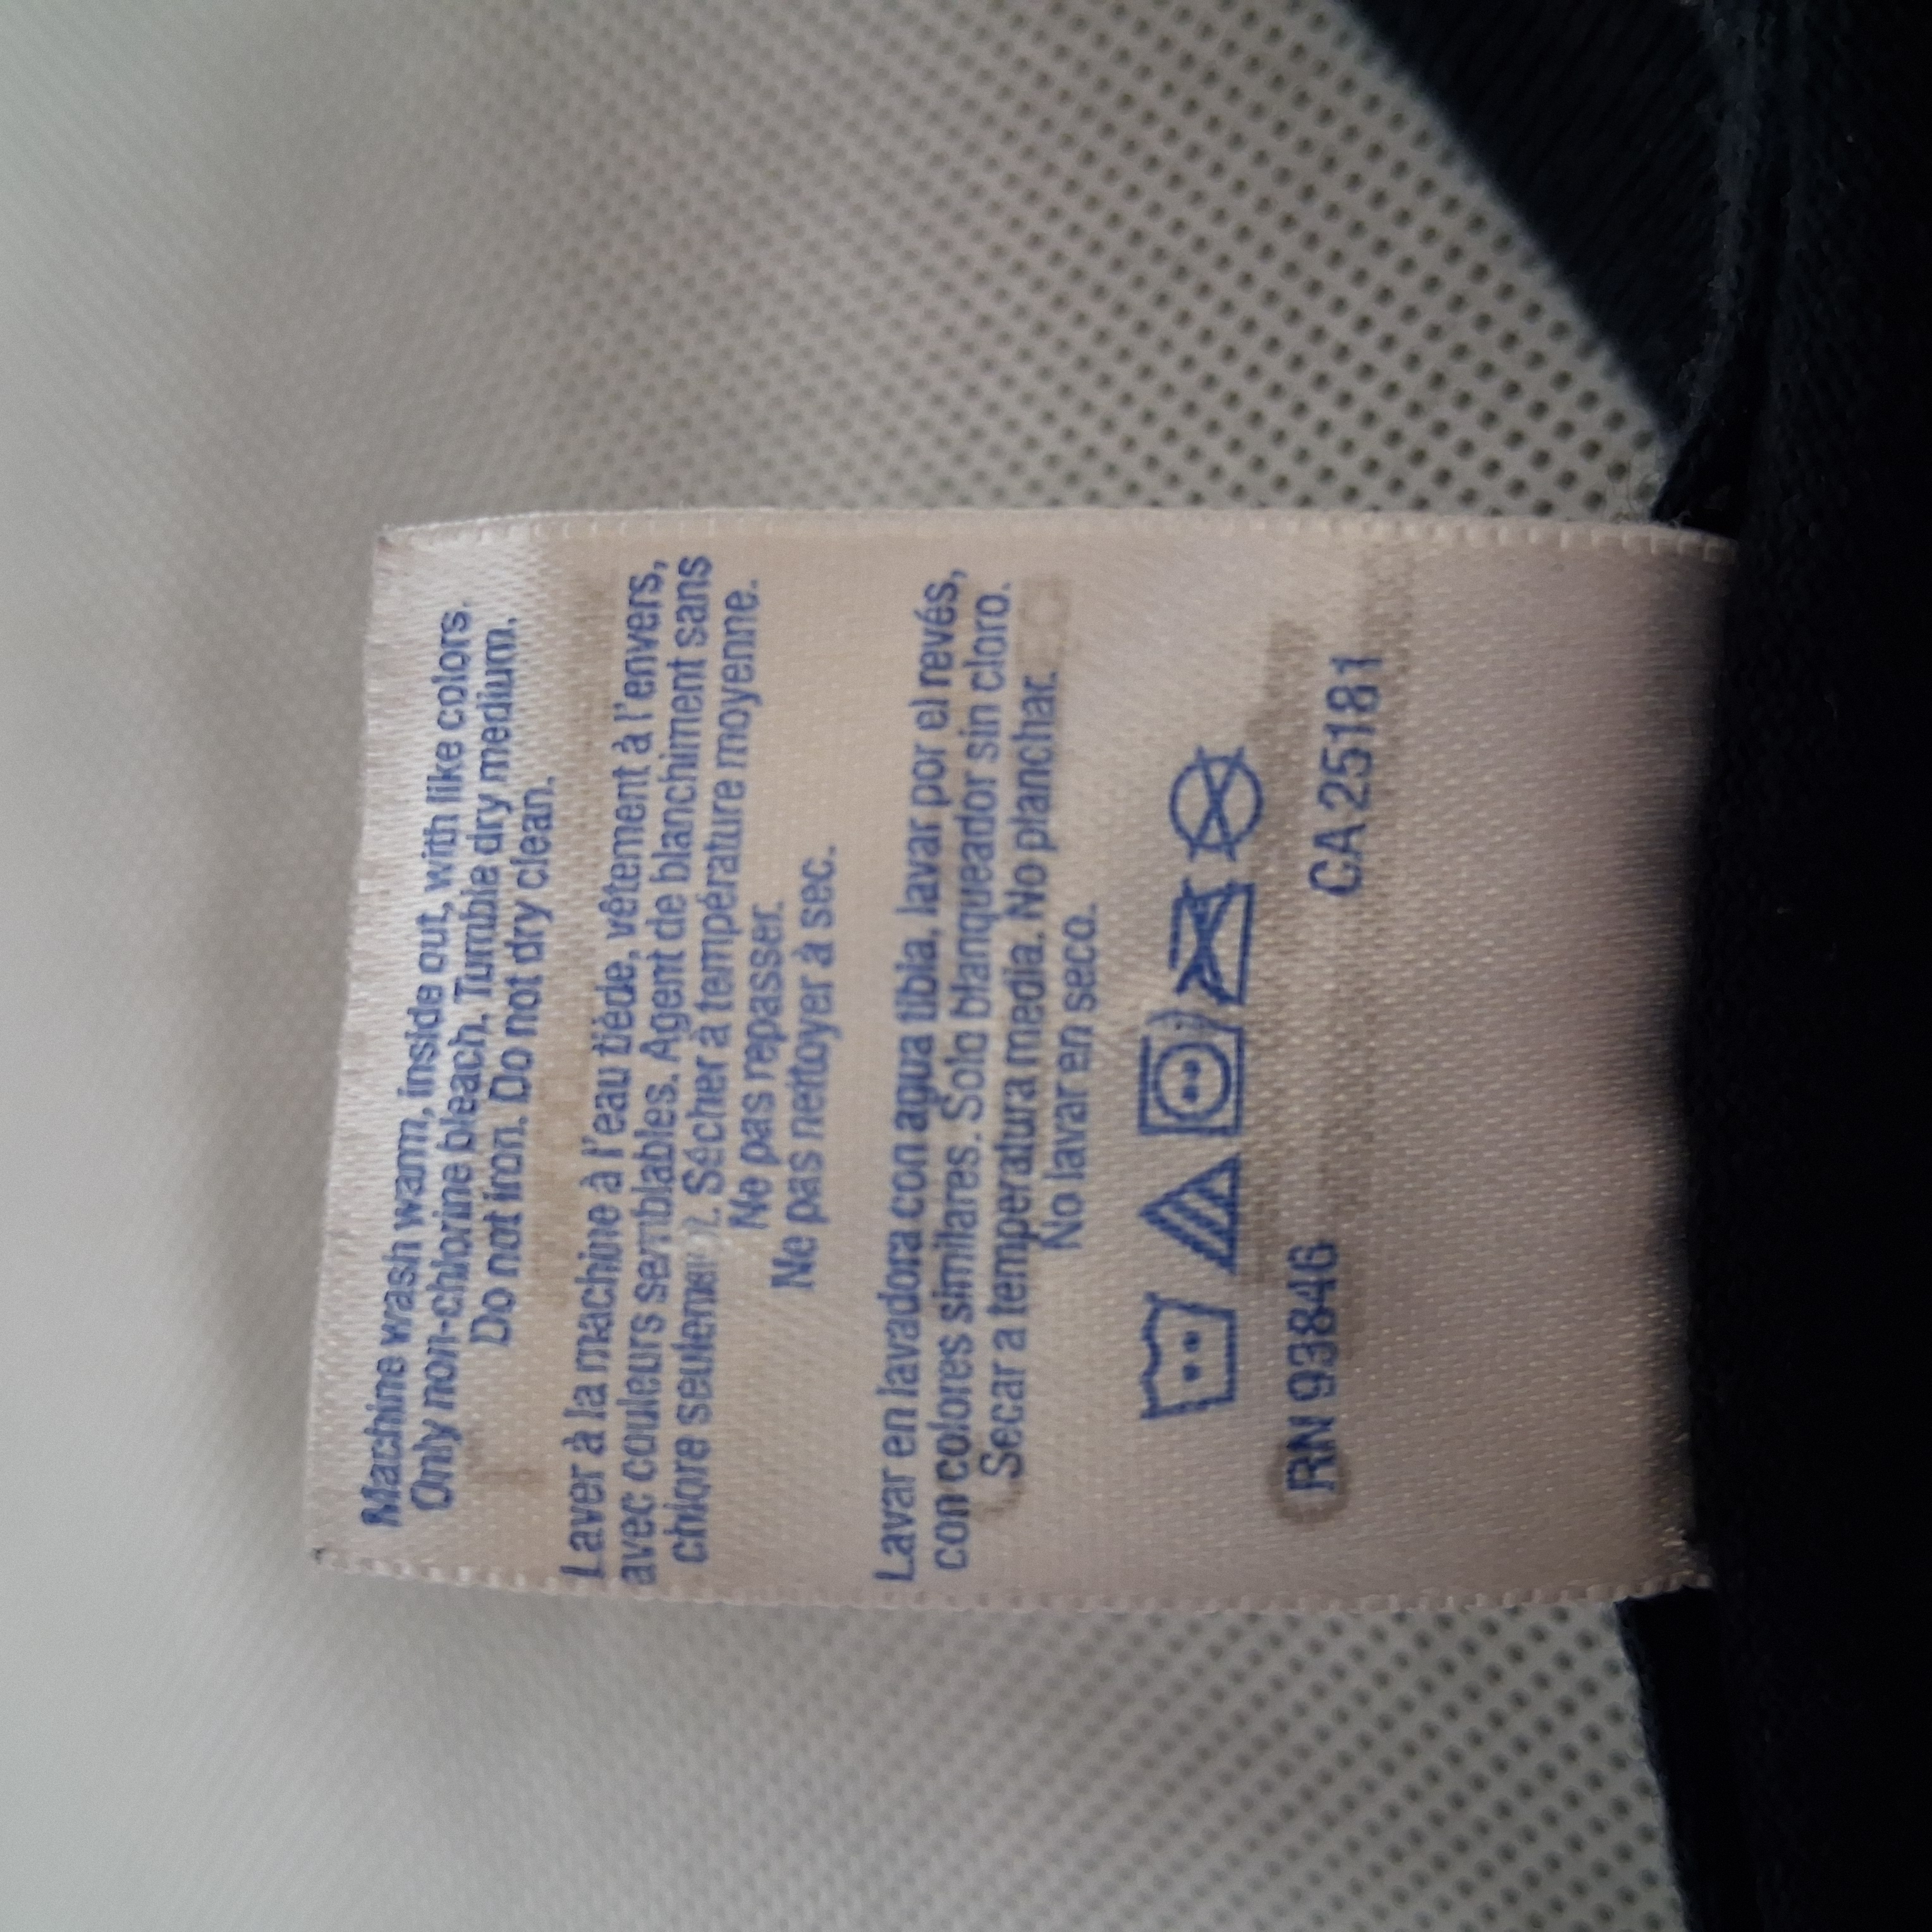 Machine wash warm, inside out, with like colors.
Only non-chlorine bleach. Tumble dry medium.
Do not iron. Do not dry clean.
Laver à la machine à l'eau tiède, vêtement à l'envers,
avec couleurs semblables. Agent de blanchiment sans
chlore seulement. Sécher à température moyenne.
Ne pas repasser.
Ne pas nettoyer à sec.
Lavar en lavadora con agua tibia, lavar por el revés,
con colores similares. Solo blanqueador sin cloro.
Secar a temperatura media. No planchar.
No lavar en seco.
RN 93846 CA 25181